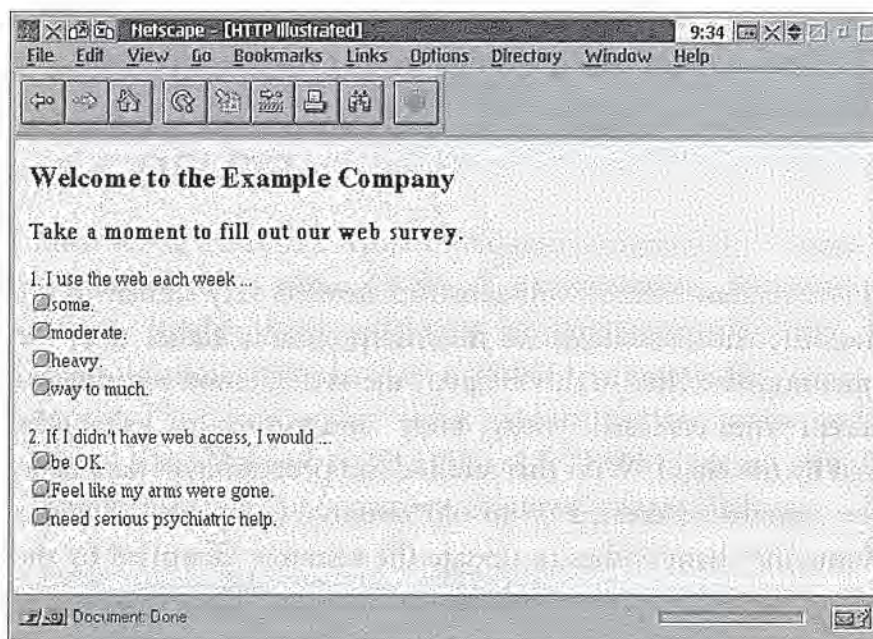 Netscape - [HTTP Illustrated] 9:34
File Edit View Go Bookmarks Links Options Directory Window Help
Welcome to the Example Company
Take a moment to fill out our web survey.
1. I use the web each week ...
some.
moderate.
heavy.
way to much.
2. If I didn't have web access, I would ...
be OK.
Feel like my arms were gone.
need serious psychiatric help.
Document: Done